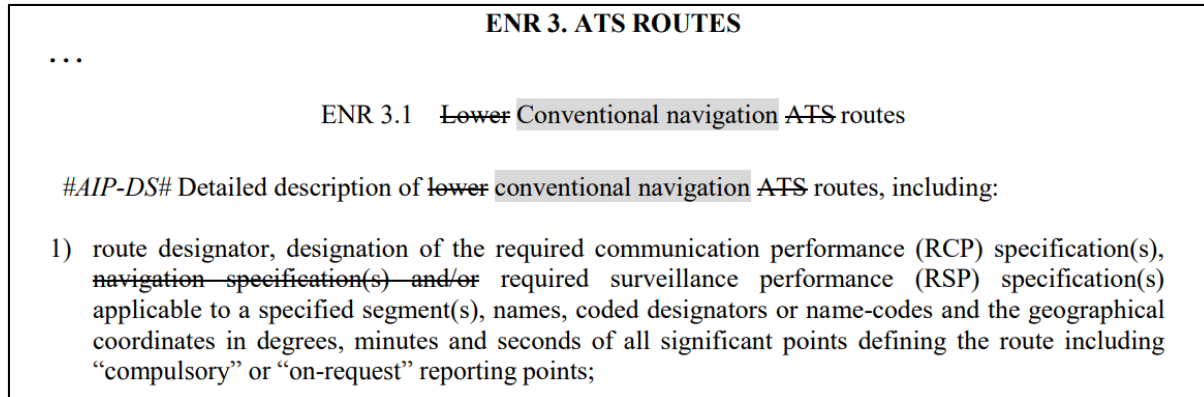 ENR 3. ATS ROUTES
...
ENR 3.1 Lower Conventional navigation ATS routes
#AIP-DS# Detailed description of lower conventional navigation ATS routes, including:
1) route designator, designation of the required communication performance (RCP) specification(s),
navigation specification(s) and/or required surveillance performance (RSP) specification(s)
applicable to a specified segment(s), names, coded designators or name-codes and the geographical
coordinates in degrees, minutes and seconds of all significant points defining the route including
“compulsory” or “on-request” reporting points;